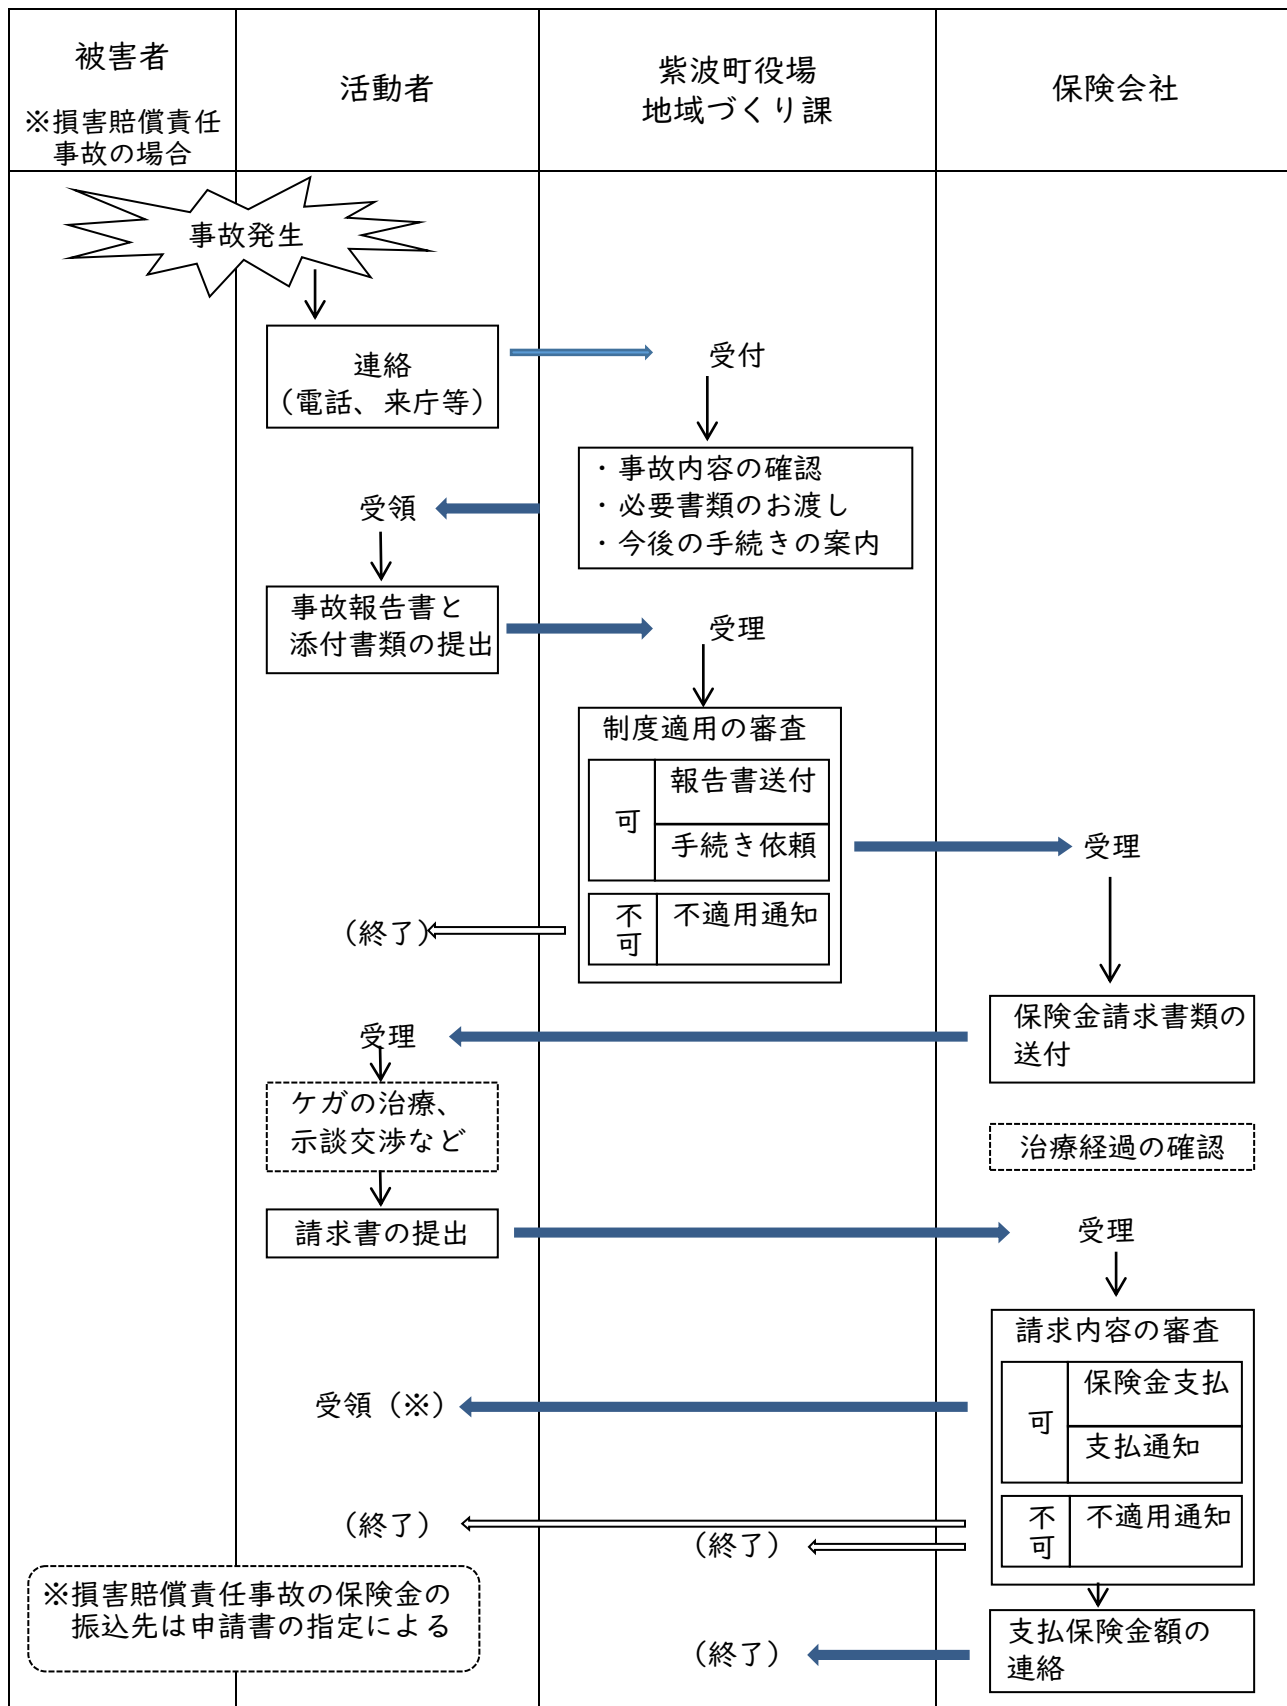 被害者
※損害賠償責任
事故の場合
活動者
紫波町役場
地域づくり課
保険会社
事故発生
連絡
（電話、来庁等）
受付
・事故内容の確認
・必要書類のお渡し
・今後の手続きの案内
受領
事故報告書と
添付書類の提出
受理
制度適用の審査
可
報告書送付
手続き依頼
受理
不可
不適用通知
（終了）
保険金請求書類の
送付
受理
ケガの治療、
示談交渉など
治療経過の確認
請求書の提出
受理
請求内容の審査
可
保険金支払
支払通知
受領（※）
不可
不適用通知
（終了）
（終了）
※損害賠償責任事故の保険金の
振込先は申請書の指定による
支払保険金額の
連絡
（終了）